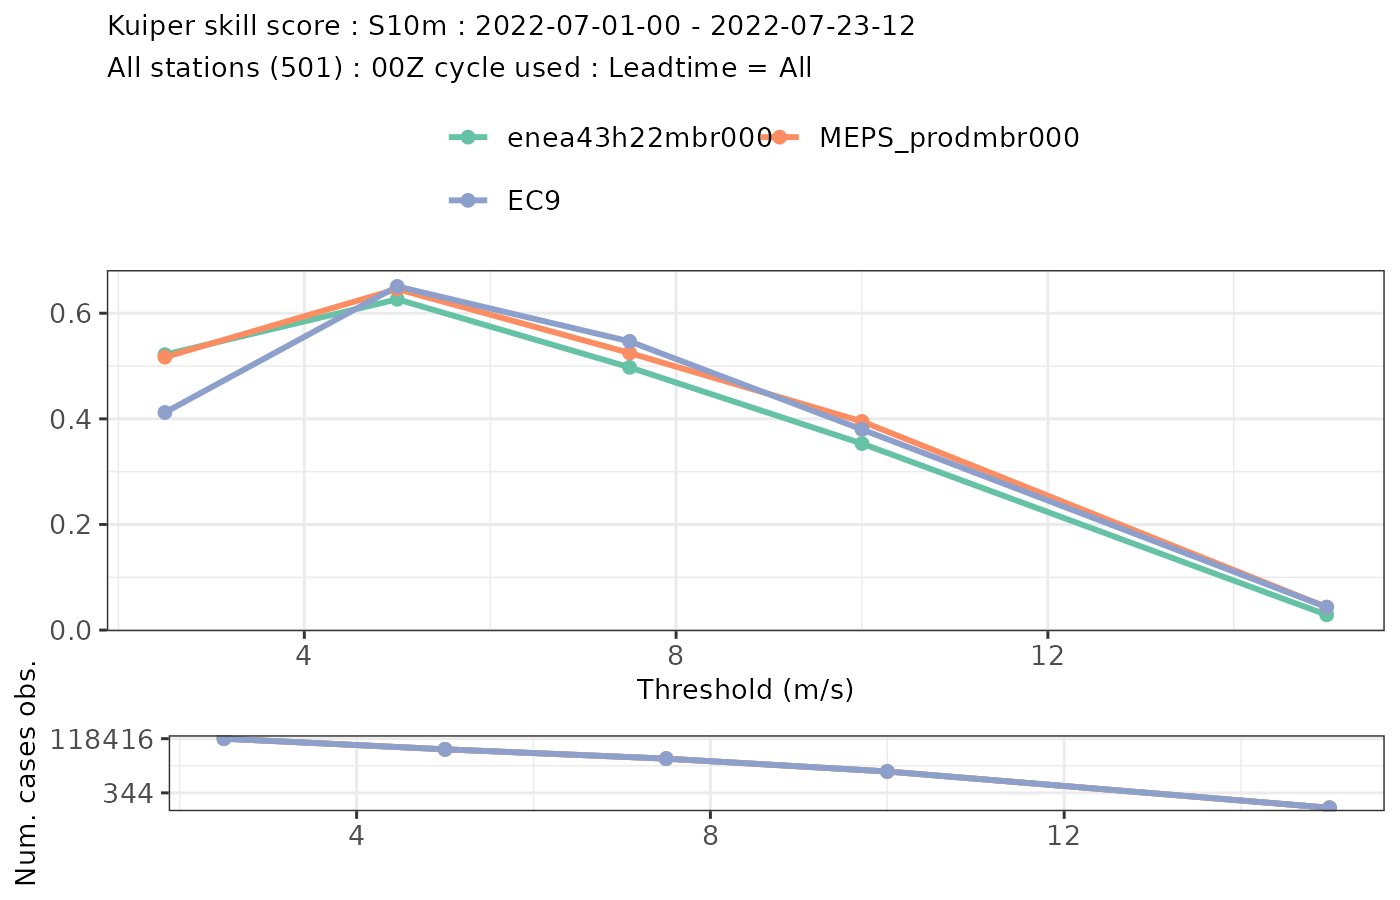 Kuiper skill score : S10m : 2022-07-01-00 - 2022-07-23-12
All stations (501) : 00Z cycle used : Leadtime = All
enea43h22mbr000 MEPS_prodmbr000
EC9
0.6
0.4
0.2
0.0
4 8 12
Threshold (m/s)
Num. cases obs.
118416
344
4 8 12